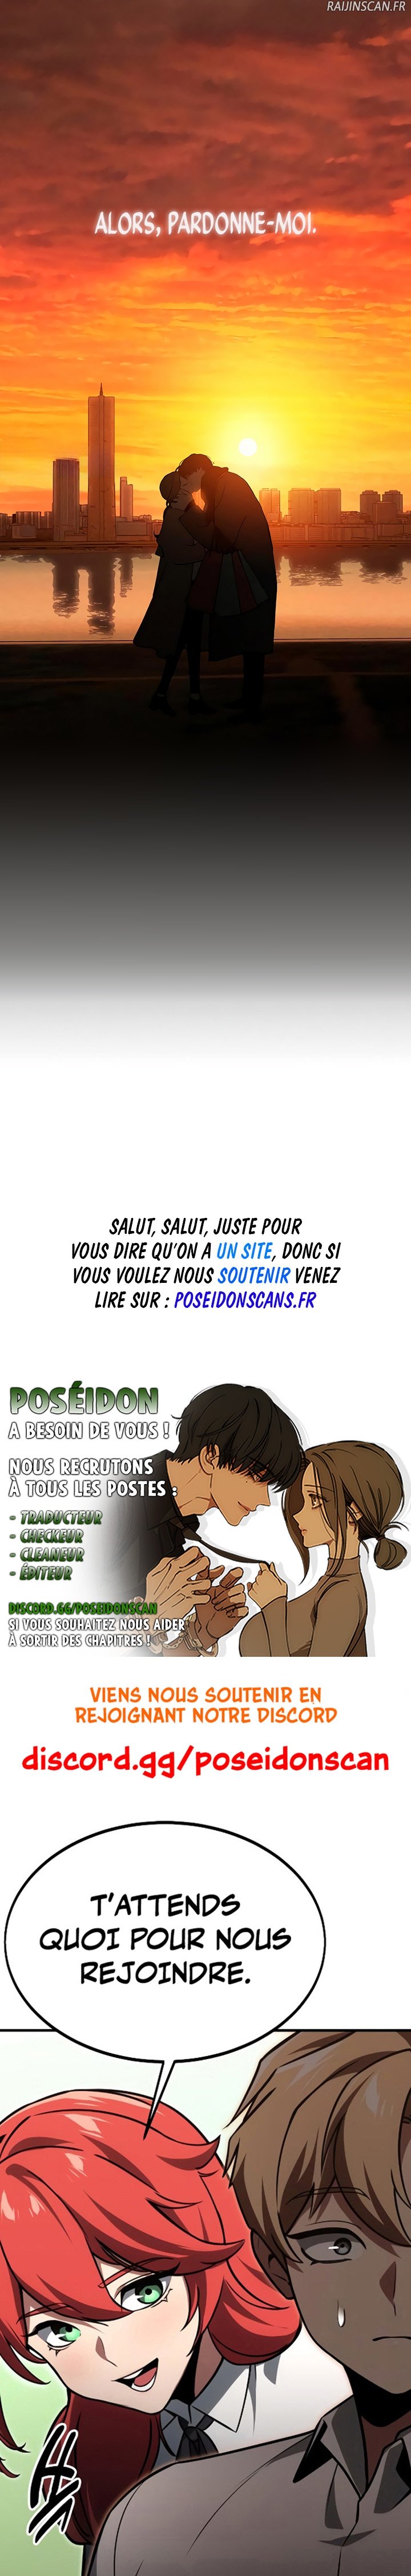 RAIJINSCAN.FR
ALORS, PARDONNE-MOI.
SALUT, SALUT, JUSTE POUR
VOUS DIRE QU'ON A UN SITE, DONC SI
VOUS VOULEZ NOUS SOUTENIR VENEZ
LIRE SUR : POSEIDONSCANS.FR
POSÉIDON
A BESOIN DE VOUS !
NOUS RECRUTONS
À TOUS LES POSTES :
- TRADUCTEUR
- CHECKEUR
- CLEANEUR
- ÉDITEUR
DISCORD.GG/POSEIDONSCAN
SI VOUS SOUHAITEZ NOUS AIDER
À SORTIR DES CHAPITRES !
VIENS NOUS SOUTENIR EN
REJOIGNANT NOTRE DISCORD
discord.gg/poseidonscan
T'ATTENDS
QUOI POUR NOUS
REJOINDRE.